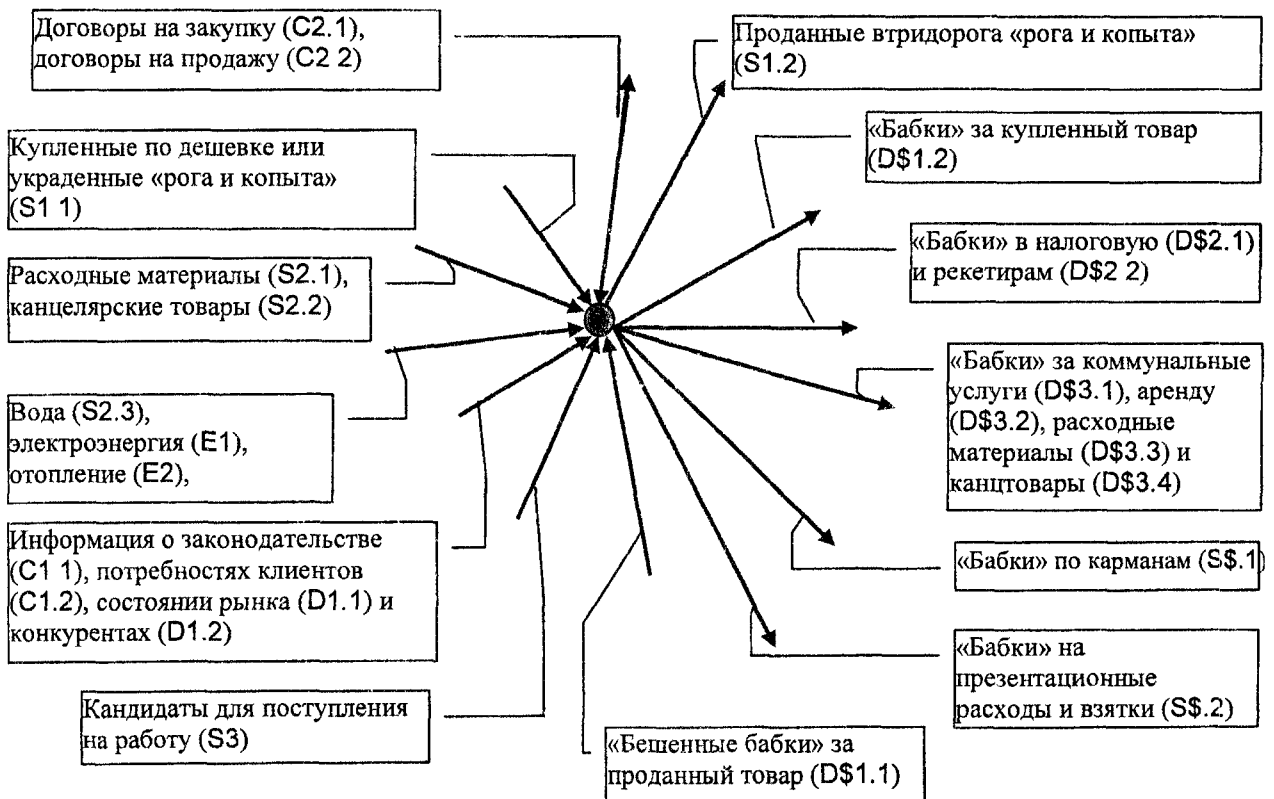 Договоры на закупку (C2.1),
договоры на продажу (C2 2)
Купленные по дешевке или
украденные «рога и копыта»
(S1 1)
Расходные материалы (S2.1),
канцелярские товары (S2.2)
Вода (S2.3),
электроэнергия (E1),
отопление (E2),
Информация о законодательстве
(C1 1), потребностях клиентов
(C1.2), состоянии рынка (D1.1) и
конкурентах (D1.2)
Кандидаты для поступления
на работу (S3)
«Бешенные бабки» за
проданный товар (D$1.1)
Проданные втридорога «рога и копыта»
(S1.2)
«Бабки» за купленный товар
(D$1.2)
«Бабки» в налоговую (D$2.1)
и рекетирам (D$2 2)
«Бабки» за коммунальные
услуги (D$3.1), аренду
(D$3.2), расходные
материалы (D$3.3) и
канцтовары (D$3.4)
«Бабки» по карманам (S$.1)
«Бабки» на
презентационные
расходы и взятки (S$.2)